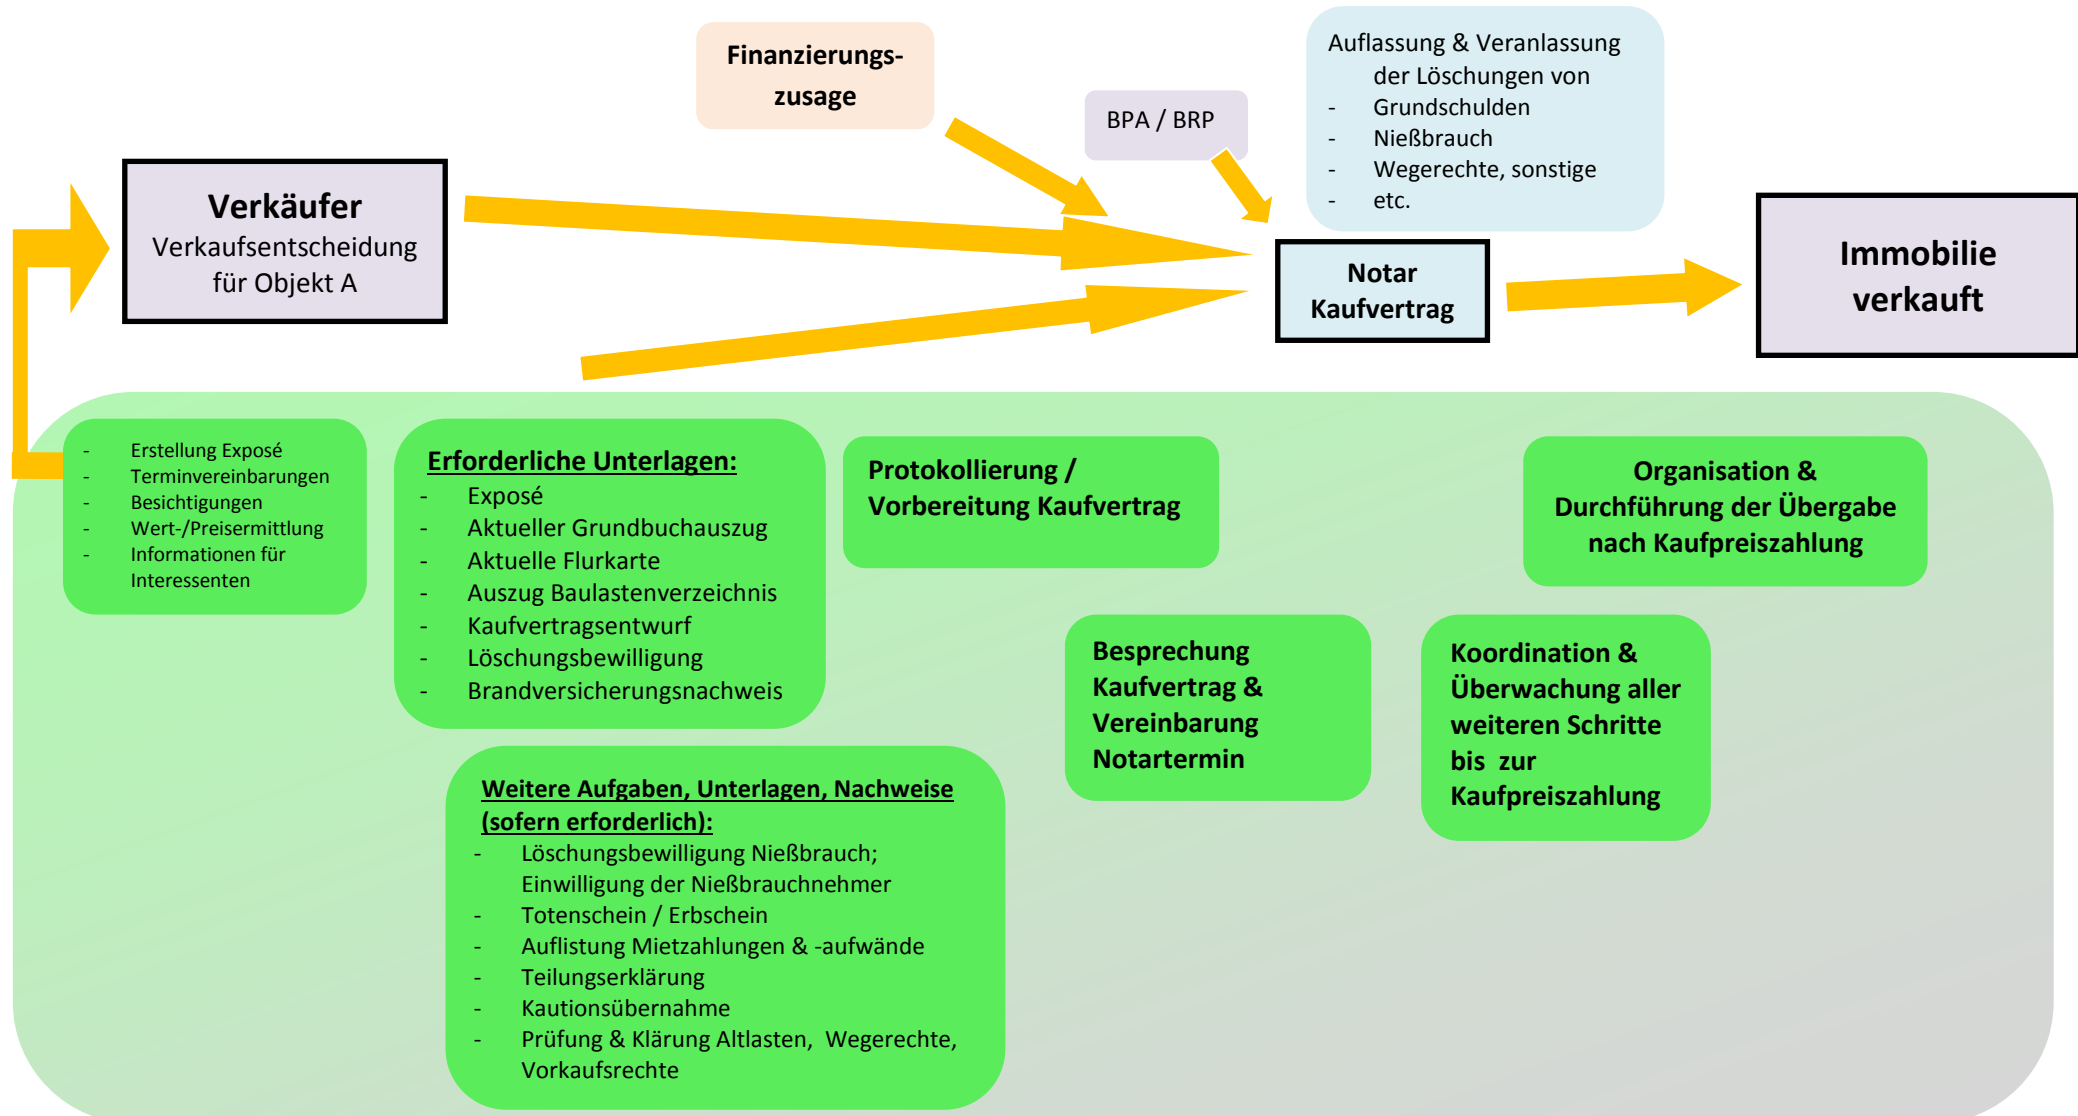 Finanzierungs-
zusage
BPA / BRP
Auflassung & Veranlassung
der Löschungen von
- Grundschulden
- Nießbrauch
- Wegerechte, sonstige
- etc.
Verkäufer
Verkaufsentscheidung
für Objekt A
Notar
Kaufvertrag
Immobilie
verkauft
- Erstellung Exposé
- Terminvereinbarungen
- Besichtigungen
- Wert-/Preisermittlung
- Informationen für
Interessenten
Erforderliche Unterlagen:
- Exposé
- Aktueller Grundbuchauszug
- Aktuelle Flurkarte
- Auszug Baulastenverzeichnis
- Kaufvertragsentwurf
- Löschungsbewilligung
- Brandversicherungsnachweis
Protokollierung /
Vorbereitung Kaufvertrag
Organisation &
Durchführung der Übergabe
nach Kaufpreiszahlung
Besprechung
Kaufvertrag &
Vereinbarung
Notartermin
Koordination &
Überwachung aller
weiteren Schritte
bis zur
Kaufpreiszahlung
Weitere Aufgaben, Unterlagen, Nachweise
(sofern erforderlich):
- Löschungsbewilligung Nießbrauch;
Einwilligung der Nießbrauchnehmer
- Totenschein / Erbschein
- Auflistung Mietzahlungen & -aufwände
- Teilungserklärung
- Kautionsübernahme
- Prüfung & Klärung Altlasten, Wegerechte,
Vorkaufsrechte